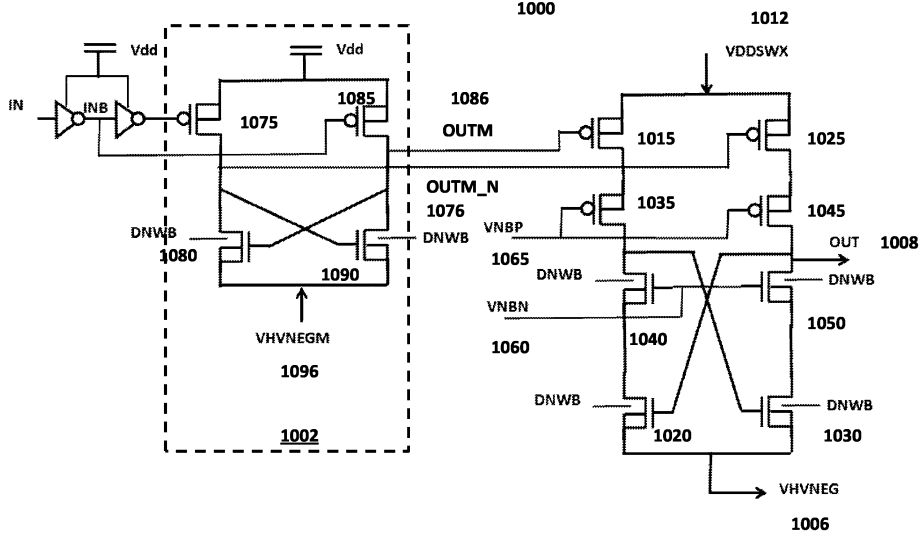 1000
1012
Vdd
Vdd
VDDSWX
IN
INB
1075
1085
1086
OUTM
1015
1025
OUTM_N
1076
1035
1045
DNWB
1080
DNWB
VNBP
1065
OUT
1008
1090
DNWB
DNWB
VHVNEGM
VNBN
1060
1040
1050
1096
DNWB
1020
DNWB
1030
1002
VHVNEG
1006